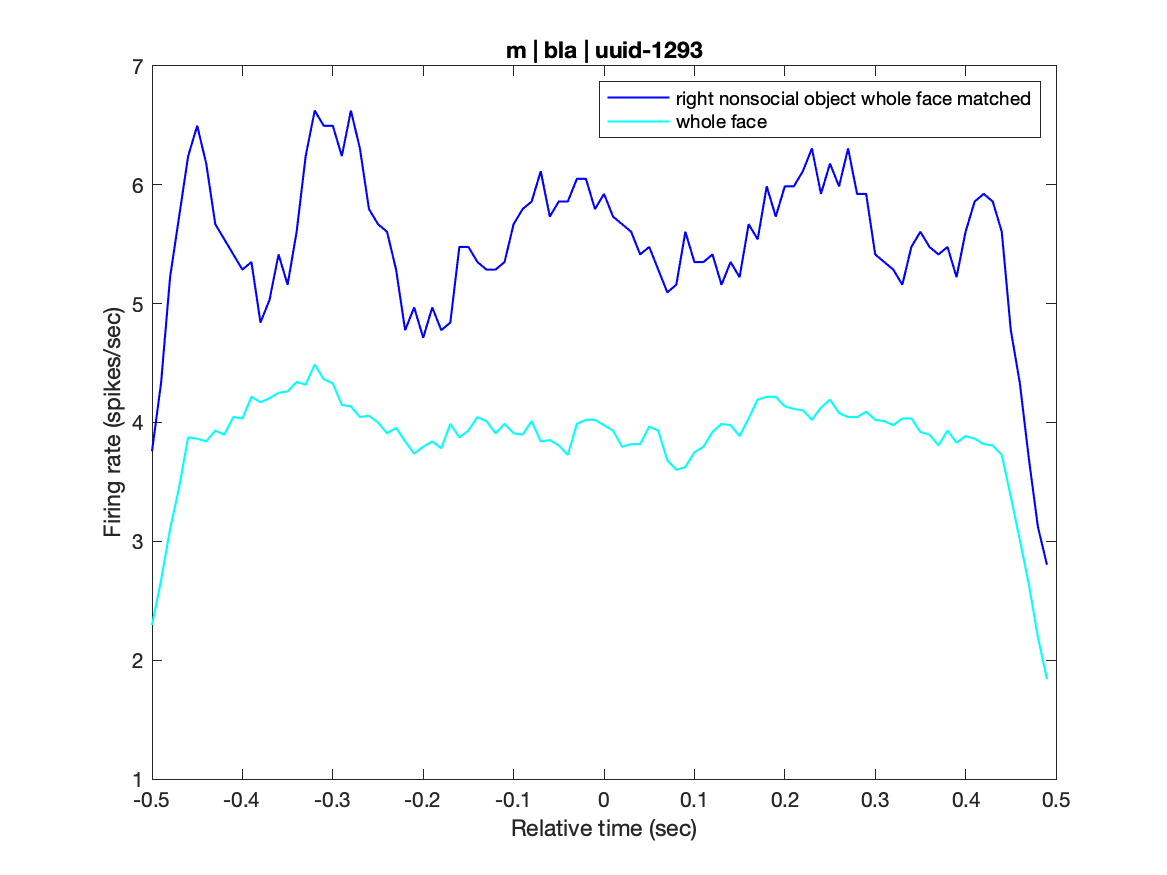 m | bla | uuid-1293
right nonsocial object whole face matched
whole face
Firing rate (spikes/sec)
7
6
5
4
3
2
1
-0.5 -0.4 -0.3 -0.2 -0.1 0 0.1 0.2 0.3 0.4 0.5
Relative time (sec)